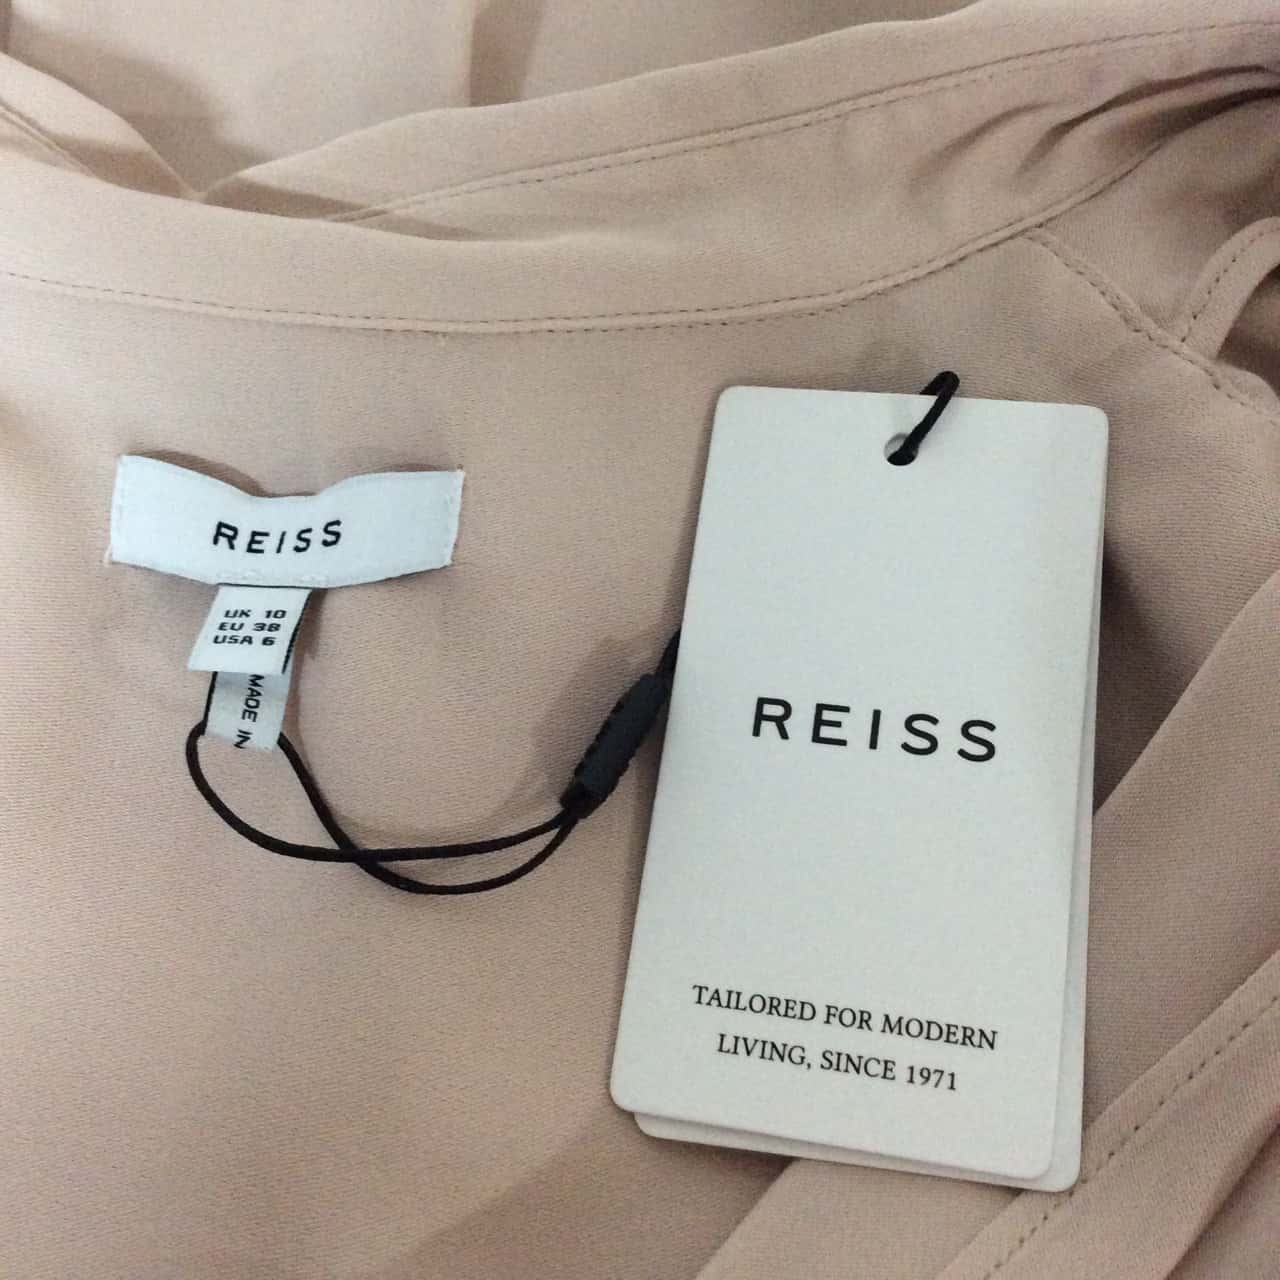 REISS
UK 10
EU 38
USA 6
MADE IN
REISS
TAILORED FOR MODERN
LIVING, SINCE 1971